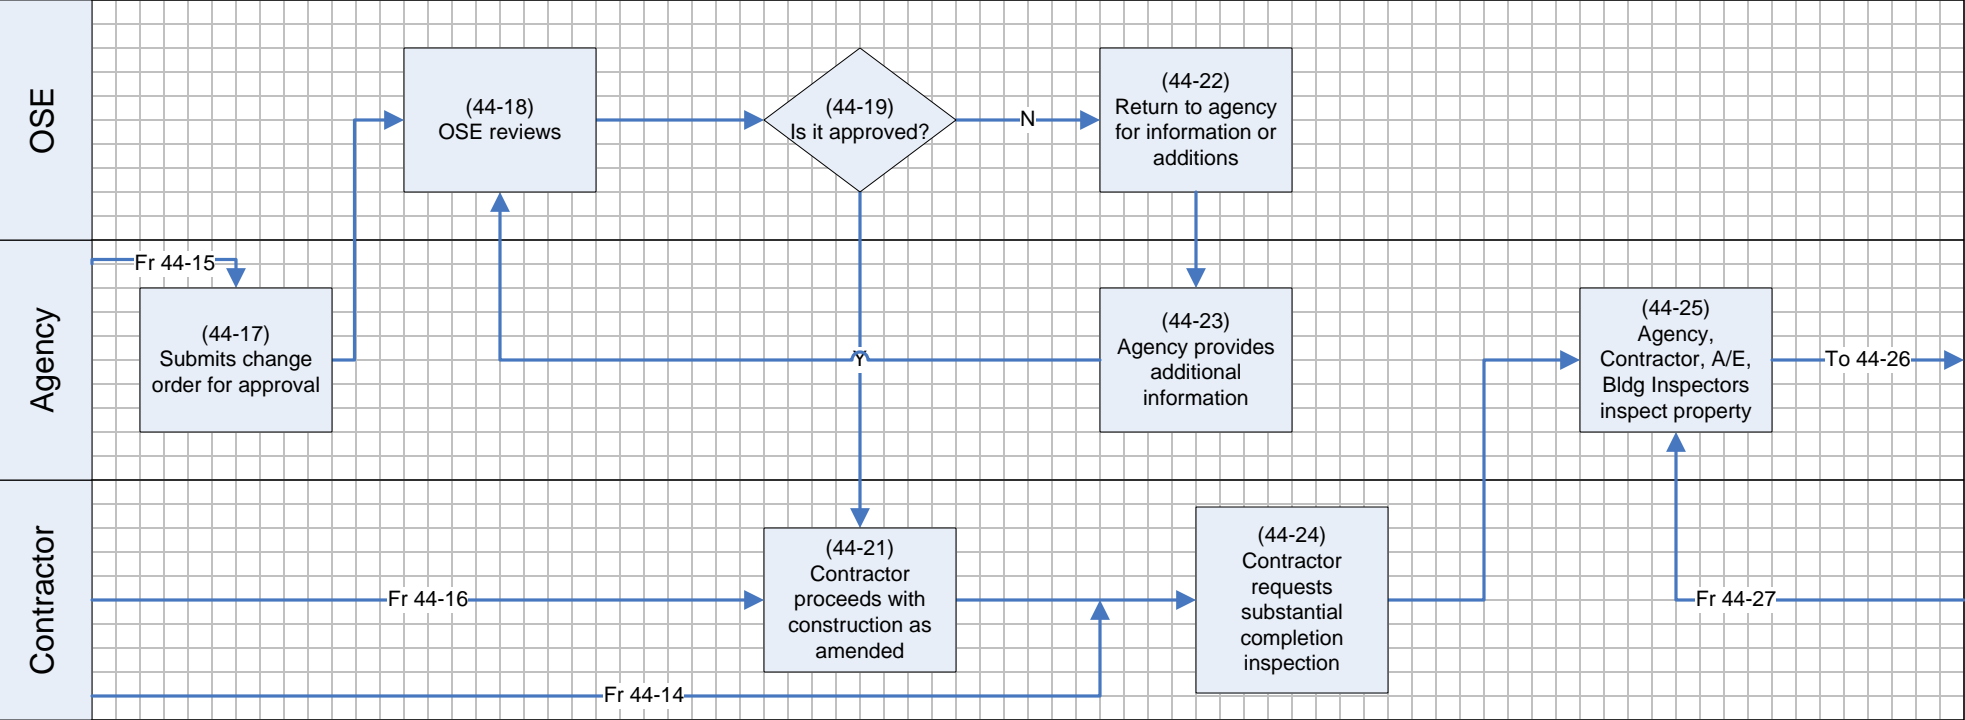 OSE
(44-18)
OSE reviews
(44-19)
Is it approved?
N
(44-22)
Return to agency
for information or
additions
Agency
Fr 44-15
(44-17)
Submits change
order for approval
Y
(44-23)
Agency provides
additional
information
(44-25)
Agency,
Contractor, A/E,
Bldg Inspectors
inspect property
To 44-26
Contractor
Fr 44-16
(44-21)
Contractor
proceeds with
construction as
amended
(44-24)
Contractor
requests
substantial
completion
inspection
Fr 44-27
Fr 44-14